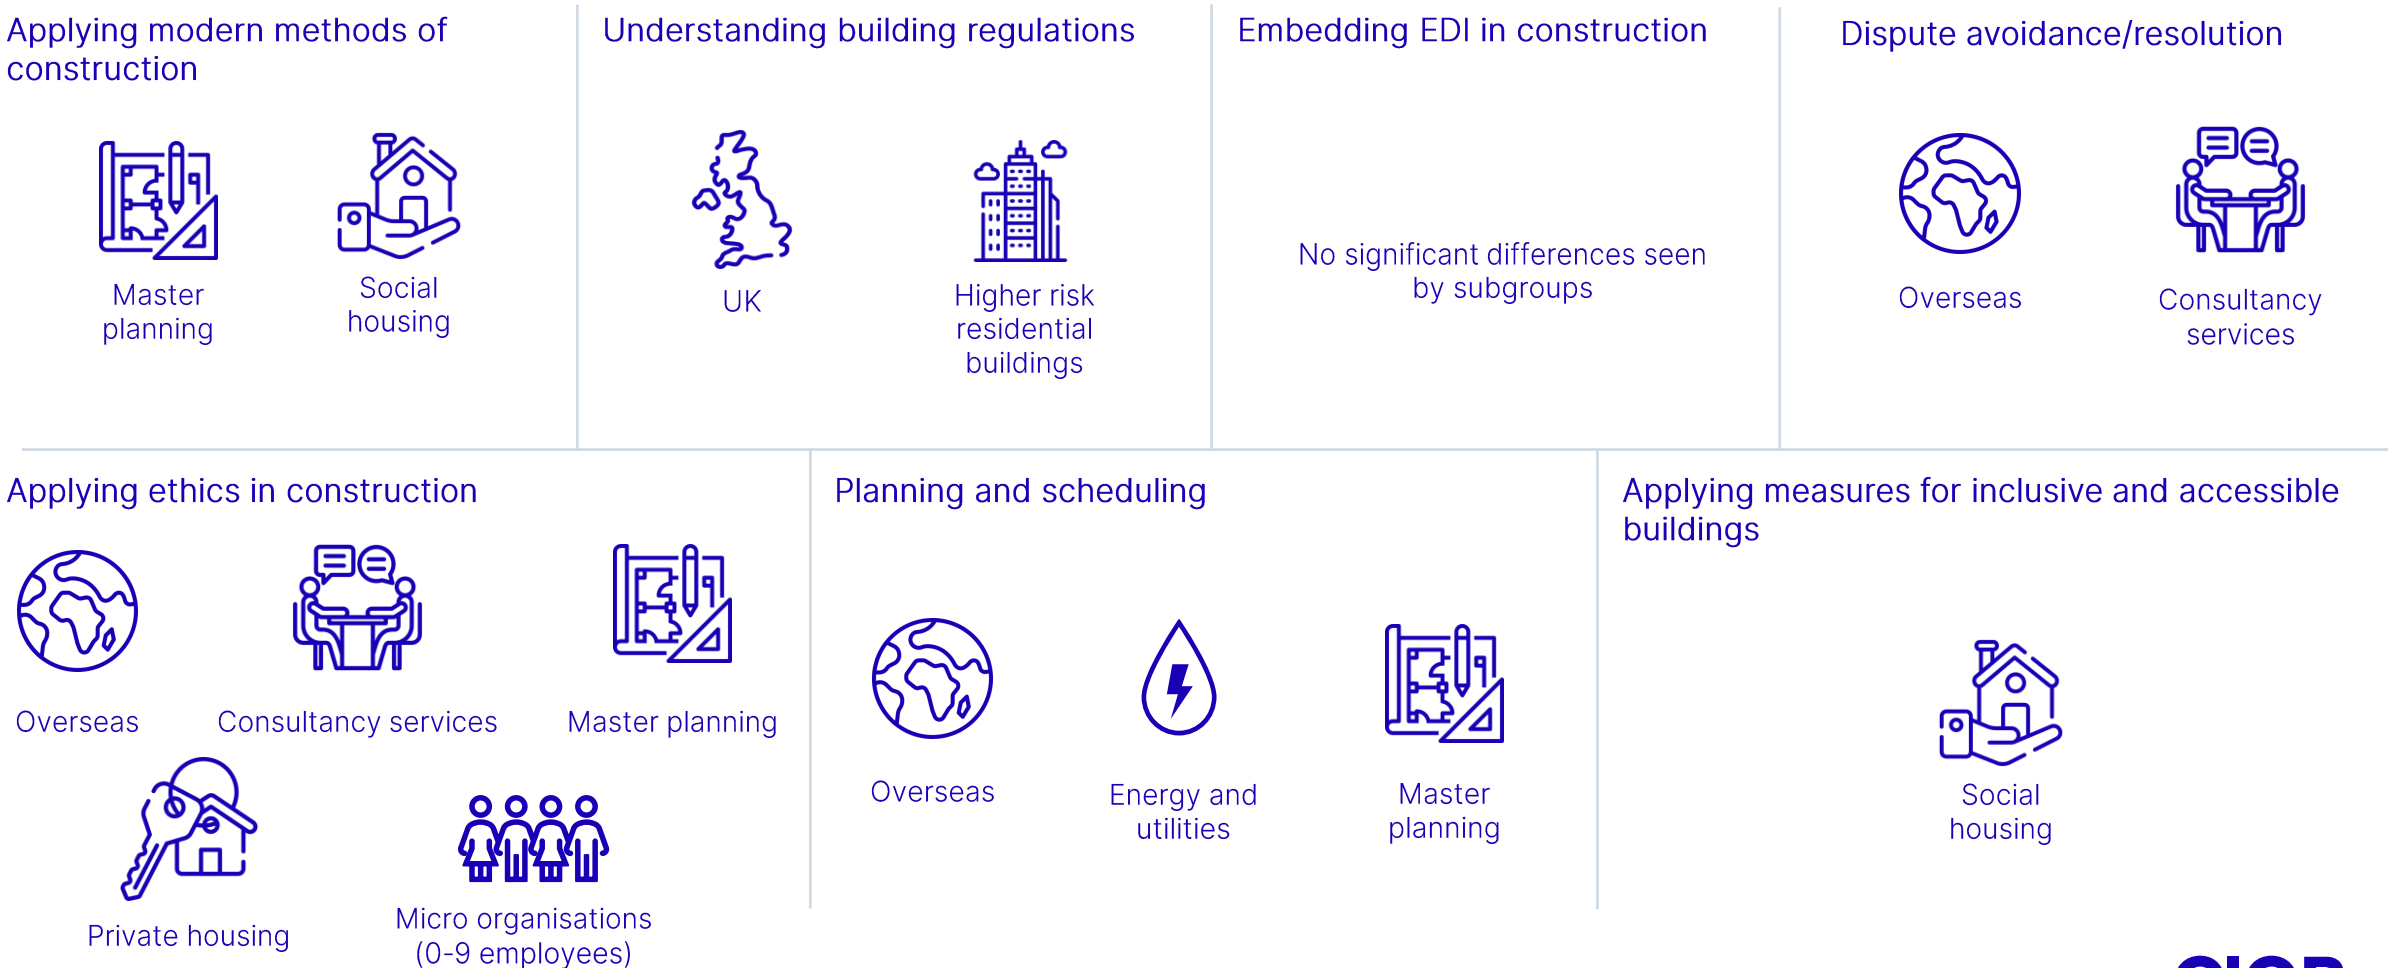 Applying modern methods of
construction
Master
planning
Social
housing
Understanding building regulations
UK
Higher risk
residential
buildings
Embedding EDI in construction
No significant differences seen
by subgroups
Dispute avoidance/resolution
Overseas
Consultancy
services
Applying ethics in construction
Overseas
Consultancy services
Master planning
Private housing
Micro organisations
(0-9 employees)
Planning and scheduling
Overseas
Energy and
utilities
Master
planning
Applying measures for inclusive and accessible
buildings
Social
housing